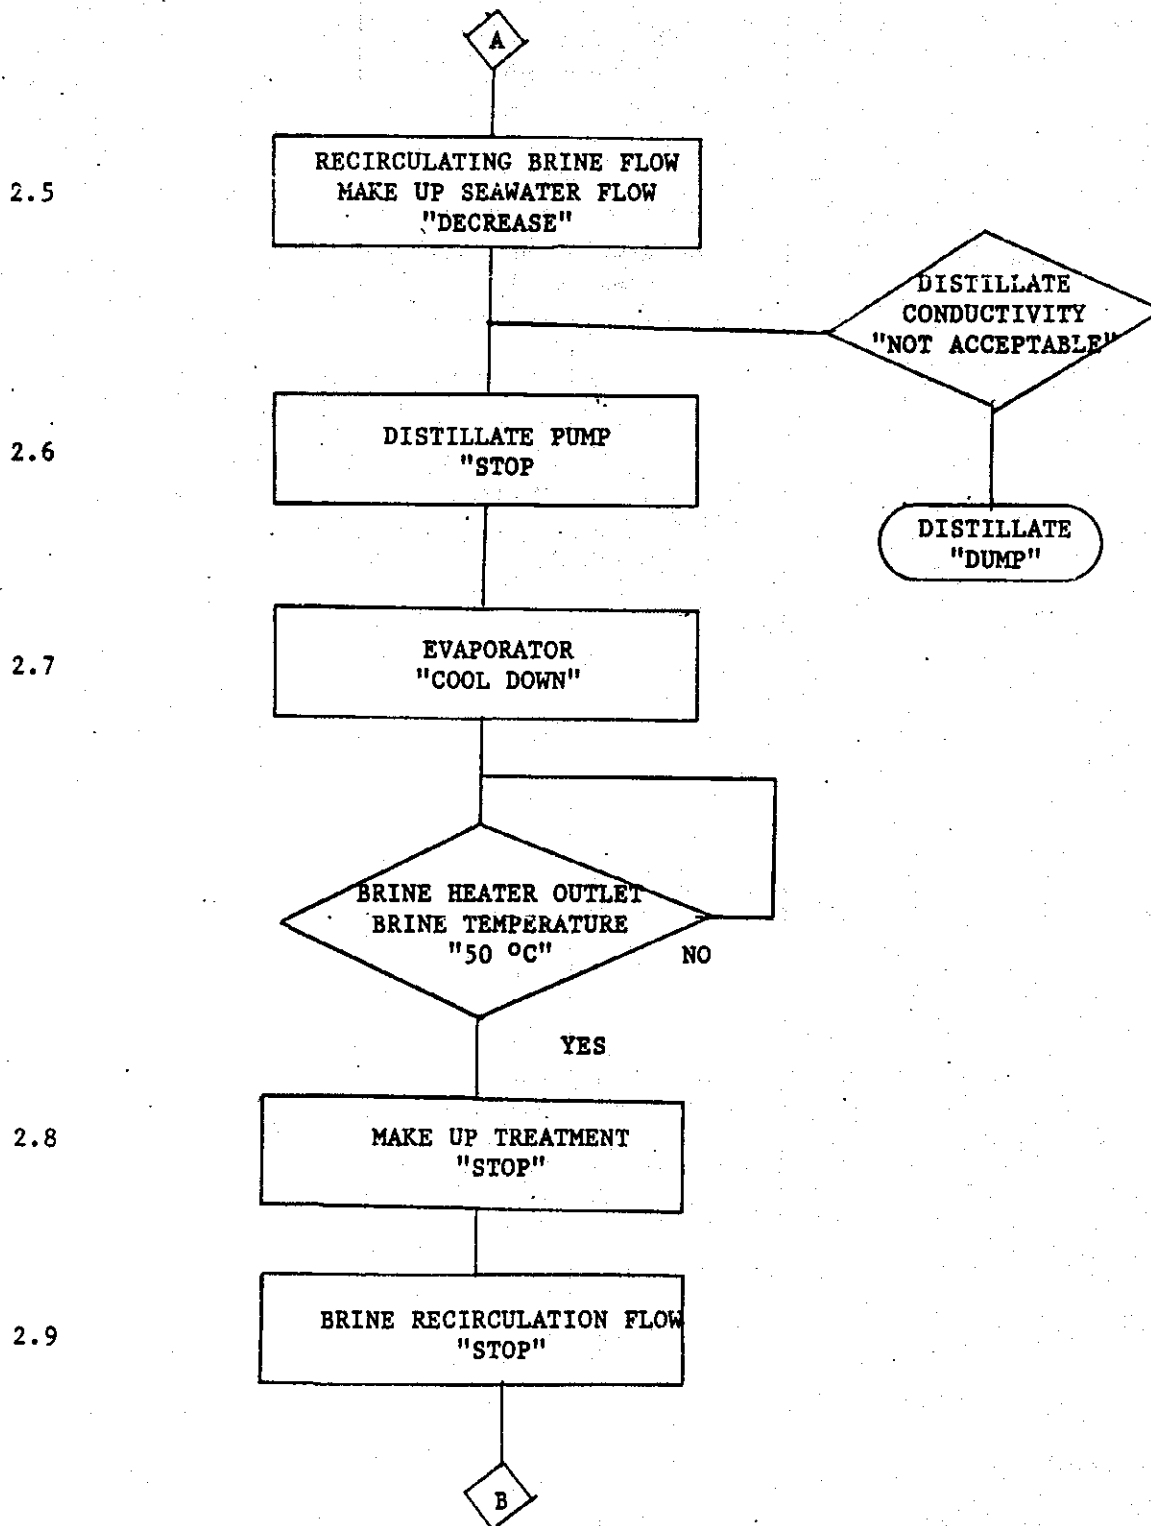 A
2.5
RECIRCULATING BRINE FLOW
MAKE UP SEAWATER FLOW
"DECREASE"
DISTILLATE
CONDUCTIVITY
"NOT ACCEPTABLE"
2.6
DISTILLATE PUMP
"STOP
DISTILLATE
"DUMP"
2.7
EVAPORATOR
"COOL DOWN"
BRINE HEATER OUTLET
BRINE TEMPERATURE
"50 °C"
NO
YES
2.8
MAKE UP TREATMENT
"STOP"
2.9
BRINE RECIRCULATION FLOW
"STOP"
B